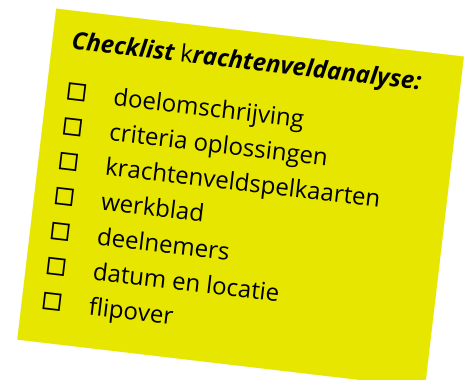 Checklist krachtenveldanalyse:
☐ doelomschrijving
☐ criteria oplossingen
☐ krachtenveldspelkaarten
☐ werkblad
☐ deelnemers
☐ datum en locatie
☐ flipover